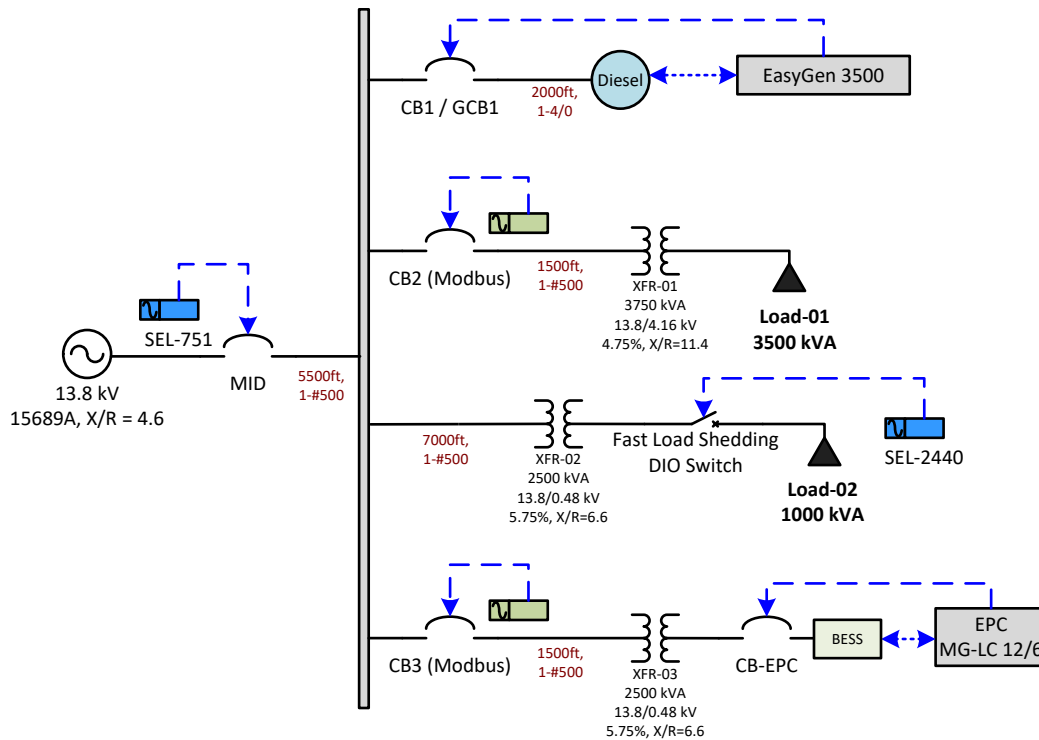 Diesel
EasyGen 3500
CB1 / GCB1
2000ft,
1-4/0
CB2 (Modbus)
1500ft,
1-#500
XFR-01
3750 kVA
13.8/4.16 kV
4.75%, X/R=11.4
Load-01
3500 kVA
SEL-751
MID
13.8 kV
15689A, X/R = 4.6
5500ft,
1-#500
7000ft,
1-#500
XFR-02
2500 kVA
13.8/0.48 kV
5.75%, X/R=6.6
Fast Load Shedding
DIO Switch
Load-02
1000 kVA
SEL-2440
CB3 (Modbus)
1500ft,
1-#500
XFR-03
2500 kVA
13.8/0.48 kV
5.75%, X/R=6.6
CB-EPC
BESS
EPC
MG-LC 12/6